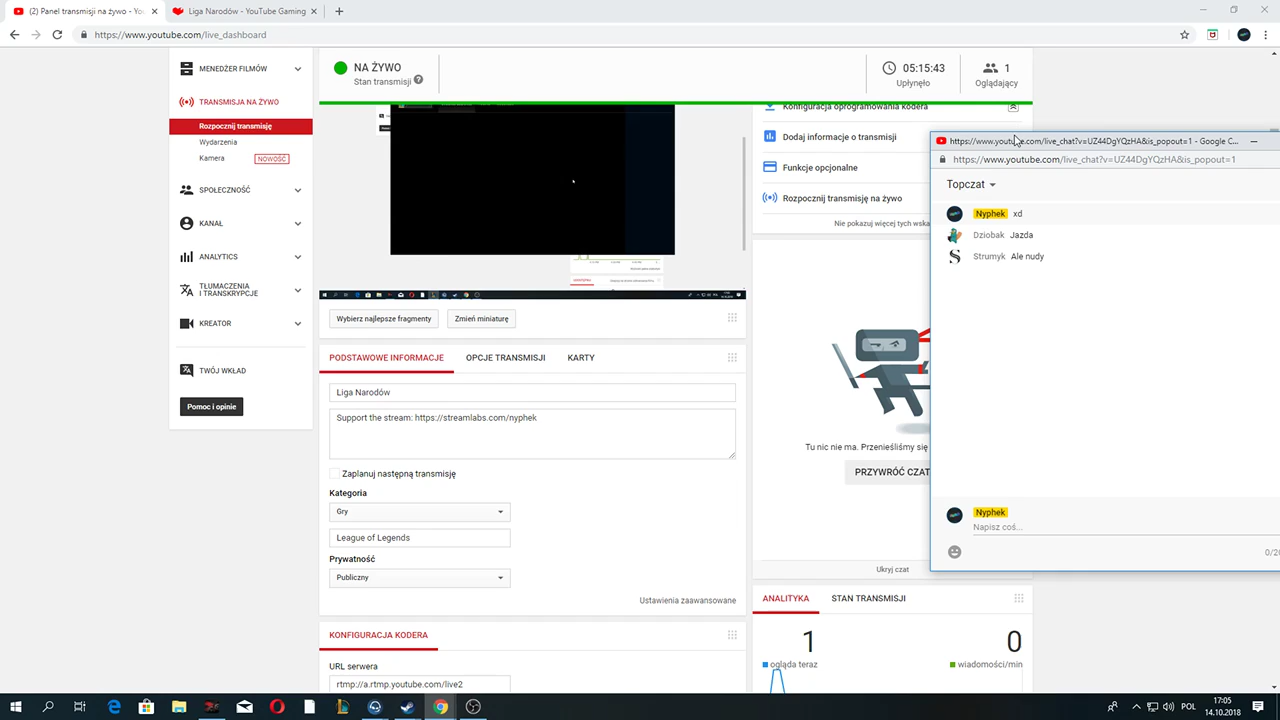 (2) Panel transmisji na żywo - Yo
Liga Narodów - YouTube Gaming
https://www.youtube.com/live_dashboard
MENEDŻER FILMÓW
TRANSMISJA NA ŻYWO
Rozpocznij transmisję
Wydarzenia
Kamera
NOWOŚĆ
SPOŁECZNOŚĆ
KANAŁ
ANALYTICS
TŁUMACZENIA
I TRANSKRYPCJE
KREATOR
TWÓJ WKŁAD
Pomoc i opinie
NA ŻYWO
Stan transmisji
05:15:43
Upłynęło
1
Oglądający
Wybierz najlepsze fragmenty
Zmień miniaturę
PODSTAWOWE INFORMACJE
OPCJE TRANSMISJI
KARTY
Liga Narodów
Support the stream: https://streamlabs.com/nyphek
Zaplanuj następną transmisję
Kategoria
Gry
League of Legends
Prywatność
Publiczny
Ustawienia zaawansowane
KONFIGURACJA KODERA
URL serwera
rtmp://a.rtmp.youtube.com/live2
Konfiguracja oprogramowania kodera
Dodaj informacje o transmisji
Funkcje opcjonalne
Rozpocznij transmisję na żywo
Nie pokazuj więcej tych wska
Tu nic nie ma. Przenieśliśmy się
PRZYWRÓĆ CZAT
Ukryj czat
ANALITYKA
STAN TRANSMISJI
1
ogląda teraz
0
wiadomości/min
https://www.youtube.com/live_chat?v=UZ44DgYQzHA&is_popout=1 - Google C...
https://www.youtube.com/live_chat?v=UZ44DgYQzHA&is_popout=1
Topczat
Nyphek xd
Dziobak Jazda
Strumyk Ale nudy
Nyphek
Napisz coś...
0/20
POL
17:05
14.10.2018